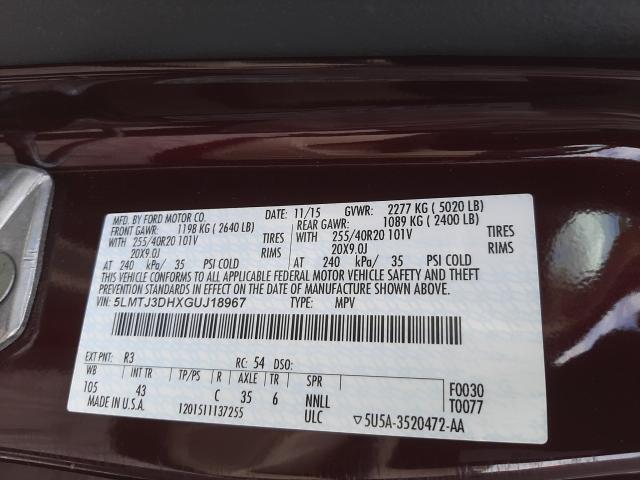 MFD. BY FORD MOTOR CO.
DATE: 11/15 GVWR: 2277 KG ( 5020 LB)
FRONT GAWR: 1198 KG ( 2640 LB)
REAR GAWR: 1089 KG ( 2400 LB)
WITH 255/40R20 101V TIRES
WITH 255/40R20 101V TIRES
20X9.0J RIMS
20X9.0J RIMS
AT 240 kPa/ 35 PSI COLD
AT 240 kPa/ 35 PSI COLD
THIS VEHICLE CONFORMS TO ALL APPLICABLE FEDERAL MOTOR VEHICLE SAFETY AND THEFT
PREVENTION STANDARDS IN EFFECT ON THE DATE OF MANUFACTURE SHOWN ABOVE.
VIN: 5LMTJ3DHXGUJ18967 TYPE: MPV
EXT PNT: R3 RC: 54 DSO:
WB INT TR TP/PS R AXLE TR SPR
105 43 C 35 6 NNLL F0030
MADE IN U.S.A. ULC T0077
1201511137255 ▽5U5A-3520472-AA